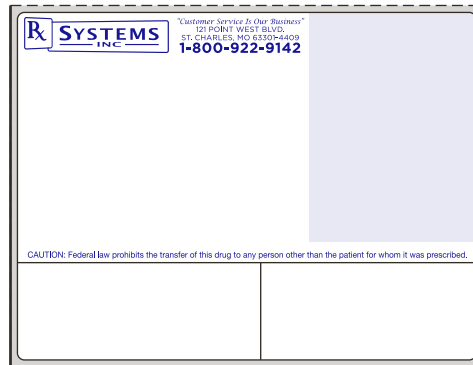 Rx SYSTEMS
INC
"Customer Service Is Our Business"
121 POINT WEST BLVD.
ST. CHARLES, MO 63301-4409
1-800-922-9142
CAUTION: Federal law prohibits the transfer of this drug to any person other than the patient for whom it was prescribed.